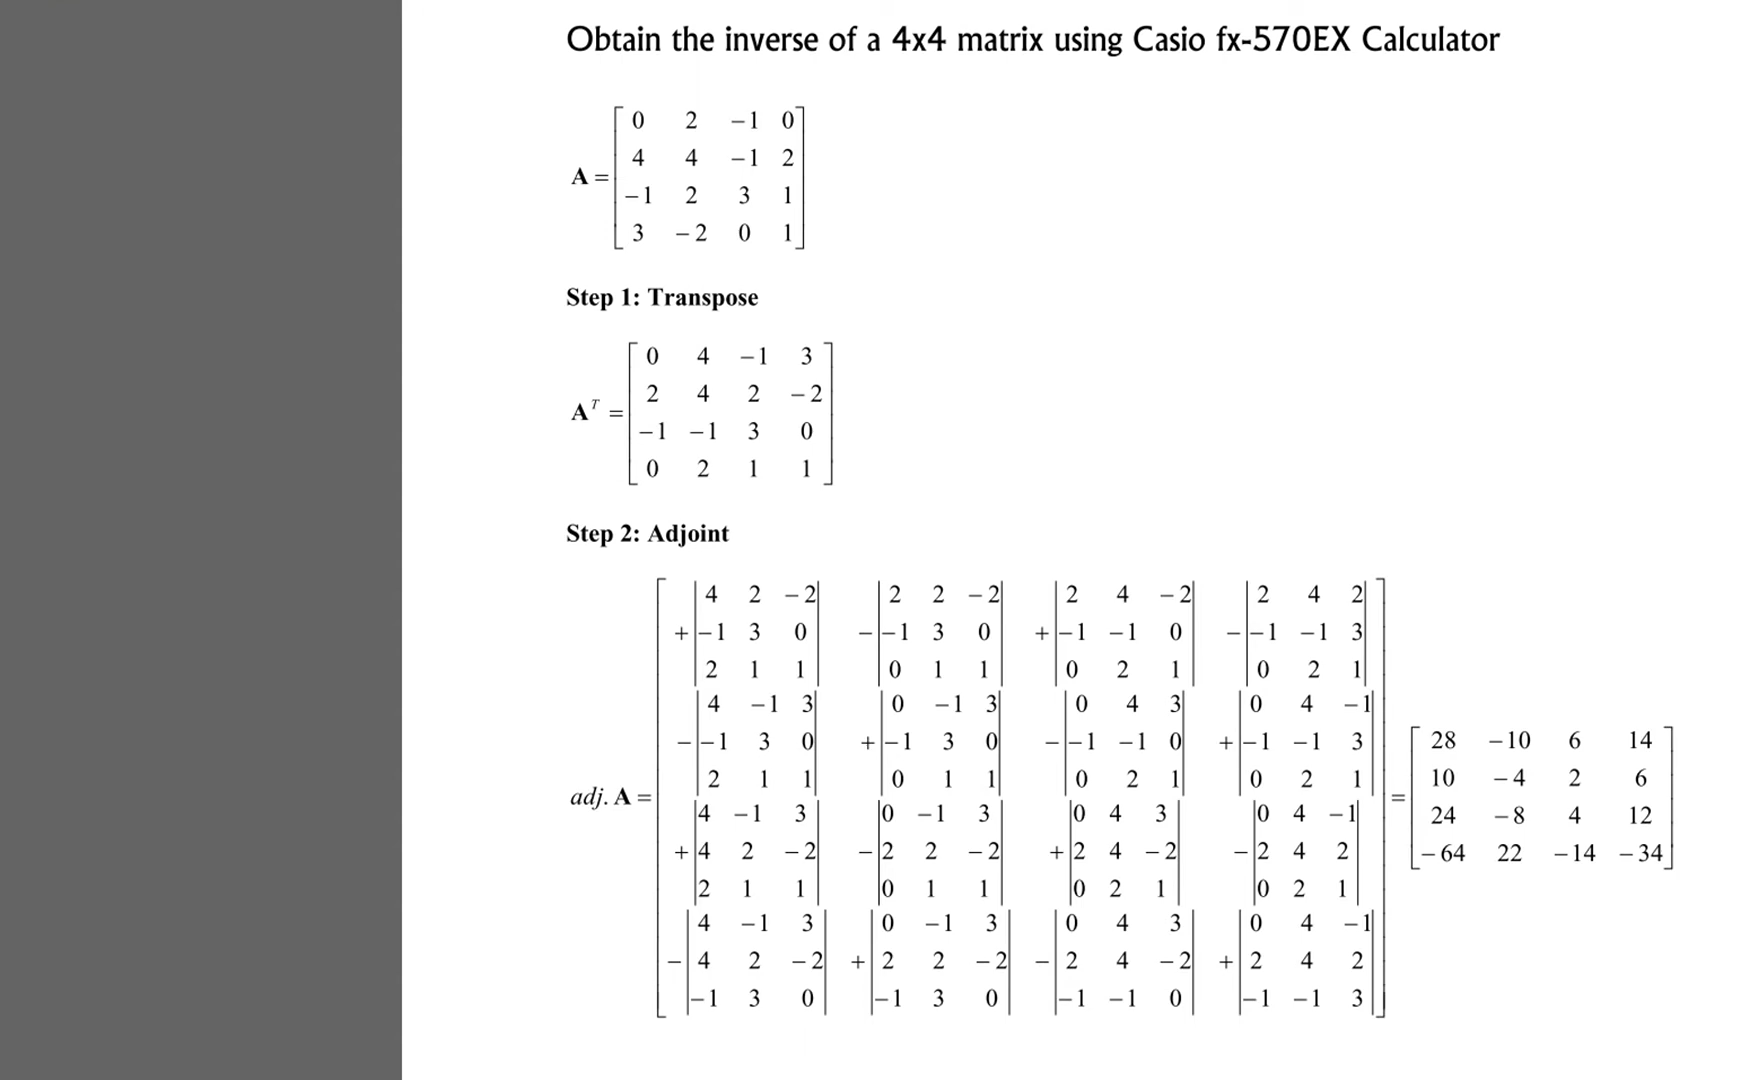 Obtain the inverse of a 4x4 matrix using Casio fx-570EX Calculator
0 2 −1 0
4 4 −1 2
A =
−1 2 3 1
3 −2 0 1
Step 1: Transpose
0 4 −1 3
2 4 2 −2
A^T =
−1 −1 3 0
0 2 1 1
Step 2: Adjoint
|4 2 −2| |2 2 −2| |2 4 −2| |2 4 2|
+|−1 3 0| −|−1 3 0| +|−1 −1 0| −|−1 −1 3|
|2 1 1| |0 1 1| |0 2 1| |0 2 1|
|4 −1 3| |0 −1 3| |0 4 3| |0 4 −1|
−|−1 3 0| +|−1 3 0| −|−1 −1 0| +|−1 −1 3| 28 −10 6 14
|2 1 1| |0 1 1| |0 2 1| |0 2 1| 10 −4 2 6
adj. A = =
|4 −1 3| |0 −1 3| |0 4 3| |0 4 −1| 24 −8 4 12
+|4 2 −2| −|2 2 −2| +|2 4 −2| −|2 4 2| −64 22 −14 −34
|2 1 1| |0 1 1| |0 2 1| |0 2 1|
|4 −1 3| |0 −1 3| |0 4 3| |0 4 −1|
−|4 2 −2| +|2 2 −2| −|2 4 −2| +|2 4 2|
|−1 3 0| |−1 3 0| |−1 −1 0| |−1 −1 3|